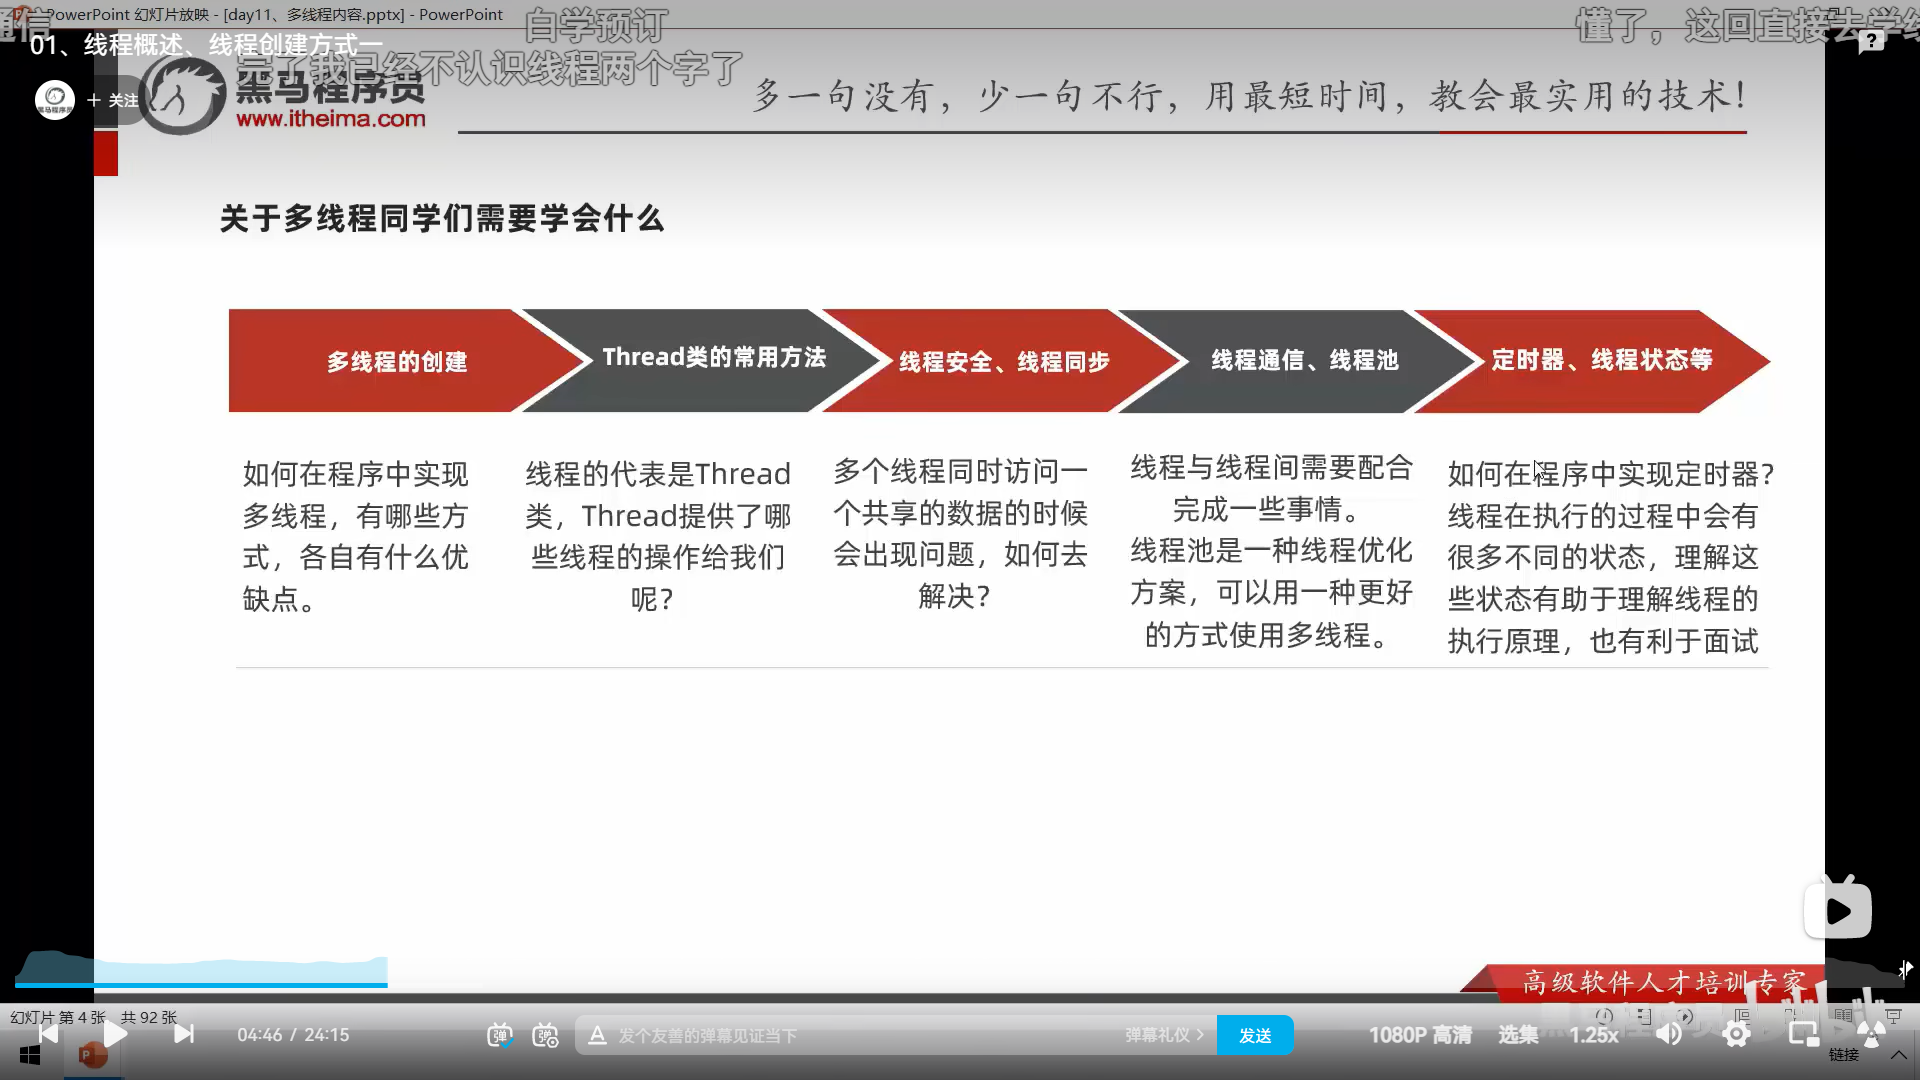 PowerPoint 幻灯片放映 - [day11、多线程内容.pptx] - PowerPoint
通信
白学预订
懂了，这回直接去学线
01、线程概述、线程创建方式一
完了我已经不认识线程两个字了
+ 关注
黑马程序员
www.itheima.com
多一句没有，少一句不行，用最短时间，教会最实用的技术！
关于多线程同学们需要学会什么
多线程的创建
Thread类的常用方法
线程安全、线程同步
线程通信、线程池
定时器、线程状态等
如何在程序中实现
多线程，有哪些方
式，各自有什么优
缺点。
线程的代表是Thread
类，Thread提供了哪
些线程的操作给我们
呢？
多个线程同时访问一
个共享的数据的时候
会出现问题，如何去
解决？
线程与线程间需要配合
完成一些事情。
线程池是一种线程优化
方案，可以用一种更好
的方式使用多线程。
如何在程序中实现定时器？
线程在执行的过程中会有
很多不同的状态，理解这
些状态有助于理解线程的
执行原理，也有利于面试
高级软件人才培训专家
幻灯片 第 4 张，共 92 张
04:46 / 24:15
发个友善的弹幕见证当下
弹幕礼仪 >
发送
1080P 高清
选集
1.25x
链接